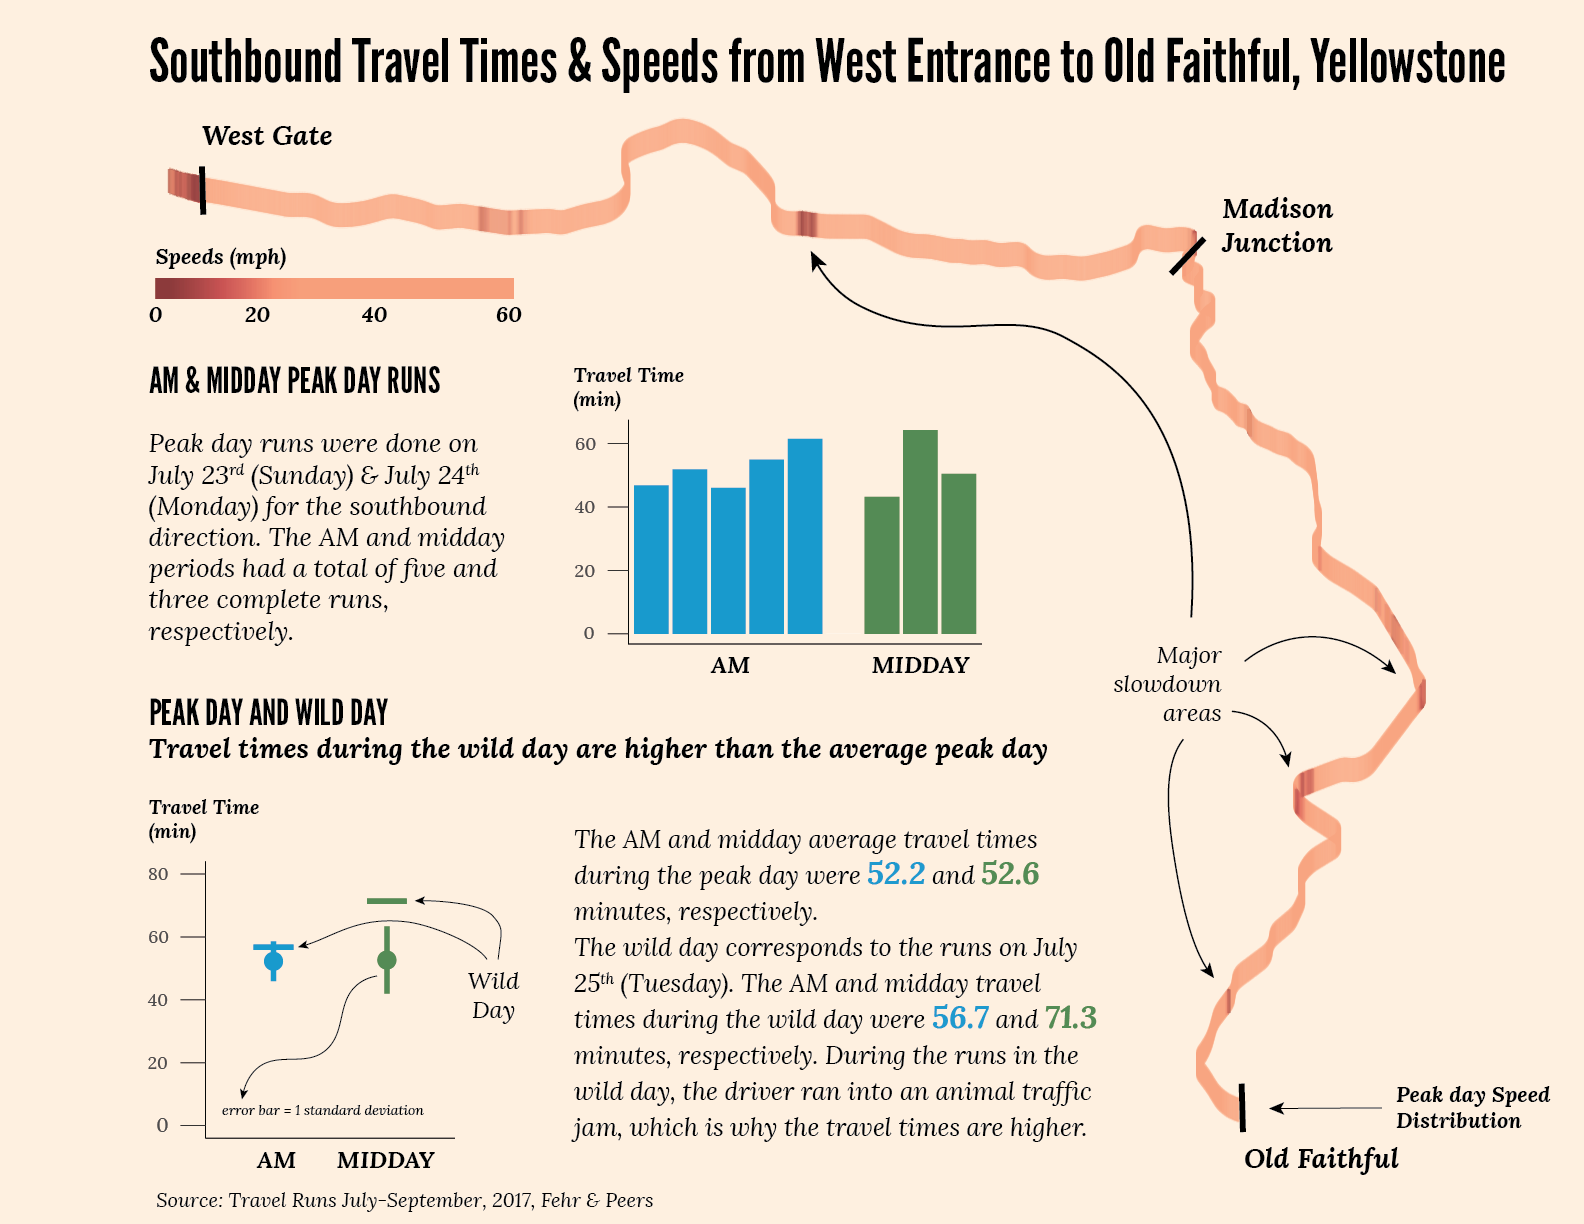 Southbound Travel Times & Speeds from West Entrance to Old Faithful, Yellowstone
West Gate
Madison
Junction
Speeds (mph)
0 20 40 60
AM & MIDDAY PEAK DAY RUNS
Peak day runs were done on
July 23rd (Sunday) & July 24th
(Monday) for the southbound
direction. The AM and midday
periods had a total of five and
three complete runs,
respectively.
Travel Time
(min)
60
40
20
0
AM MIDDAY
Major
slowdown
areas
PEAK DAY AND WILD DAY
Travel times during the wild day are higher than the average peak day
Travel Time
(min)
80
60
40
20
0
Wild
Day
error bar = 1 standard deviation
AM MIDDAY
The AM and midday average travel times
during the peak day were 52.2 and 52.6
minutes, respectively.
The wild day corresponds to the runs on July
25th (Tuesday). The AM and midday travel
times during the wild day were 56.7 and 71.3
minutes, respectively. During the runs in the
wild day, the driver ran into an animal traffic
jam, which is why the travel times are higher.
Peak day Speed
Distribution
Old Faithful
Source: Travel Runs July-September, 2017, Fehr & Peers